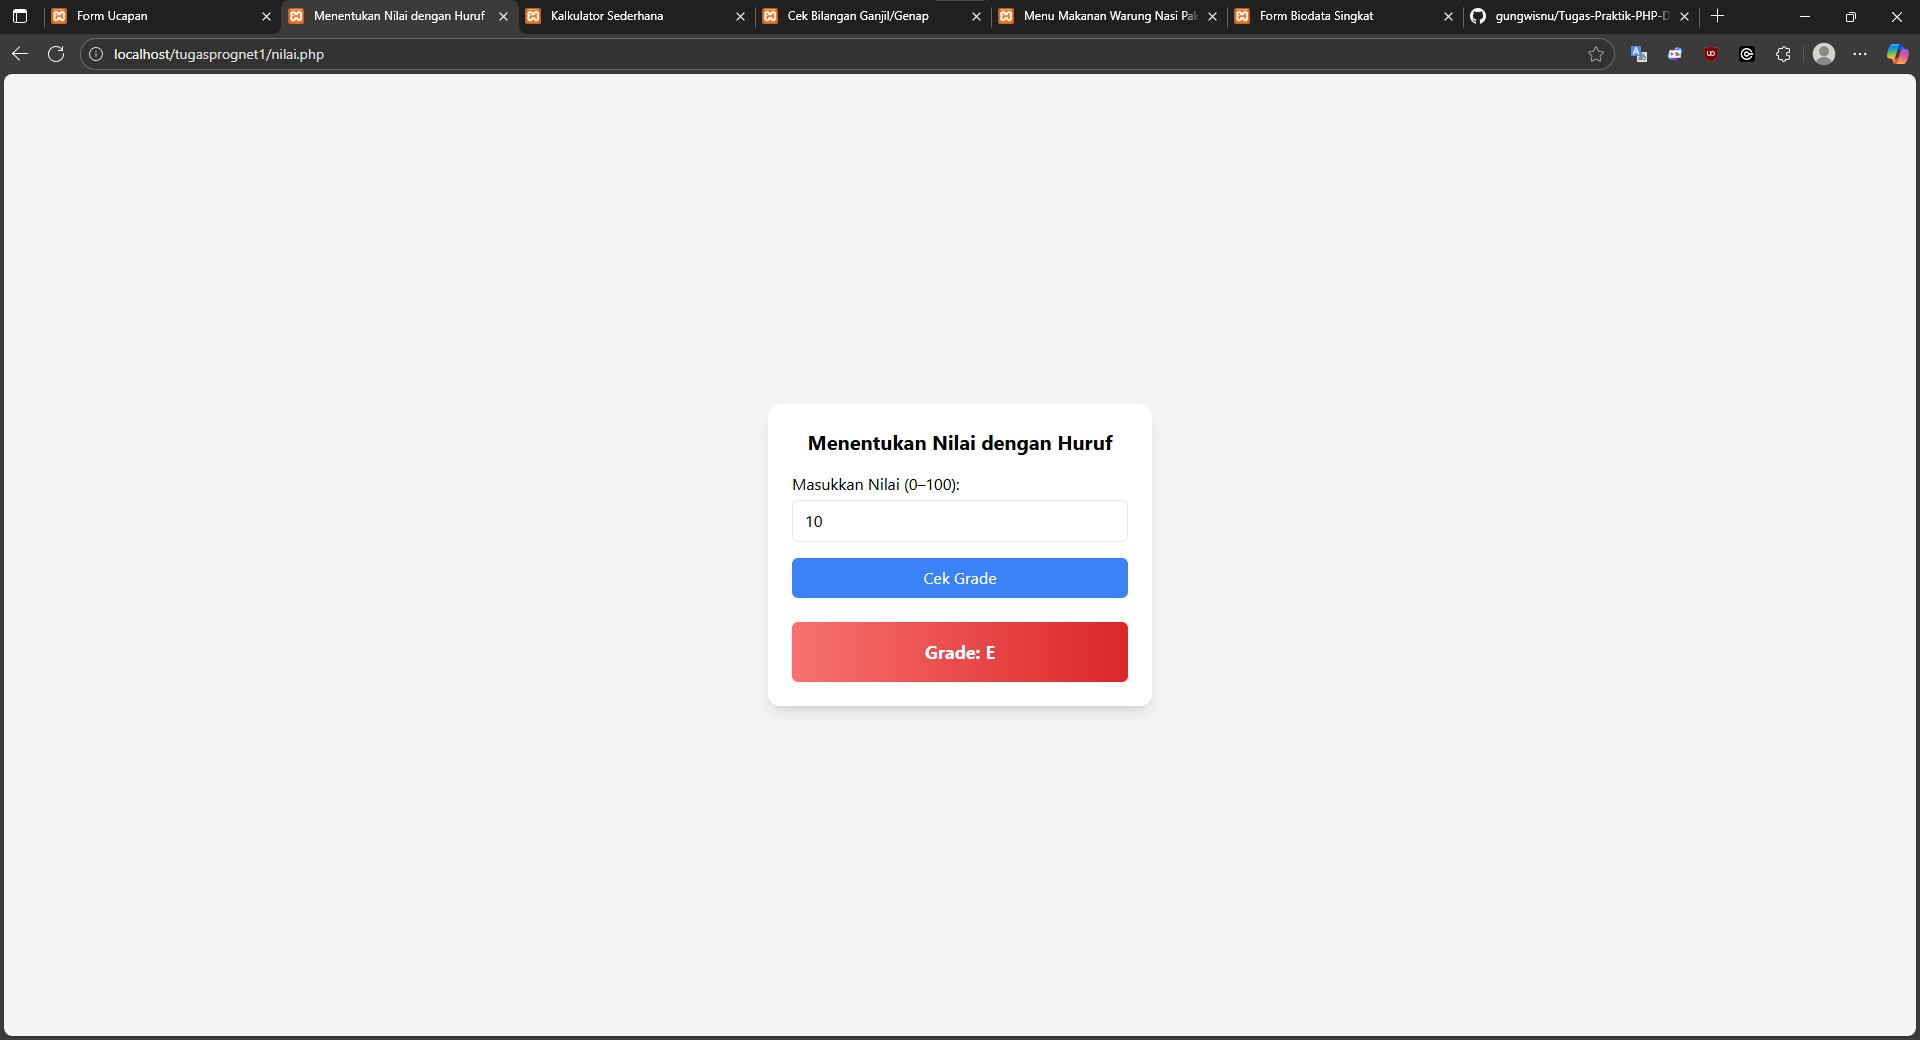 Form Ucapan
Menentukan Nilai dengan Huruf
Kalkulator Sederhana
Cek Bilangan Ganjil/Genap
Menu Makanan Warung Nasi Pak
Form Biodata Singkat
gungwisnu/Tugas-Praktik-PHP-D
localhost/tugasprognet1/nilai.php
Menentukan Nilai dengan Huruf
Masukkan Nilai (0–100):
10
Cek Grade
Grade: E